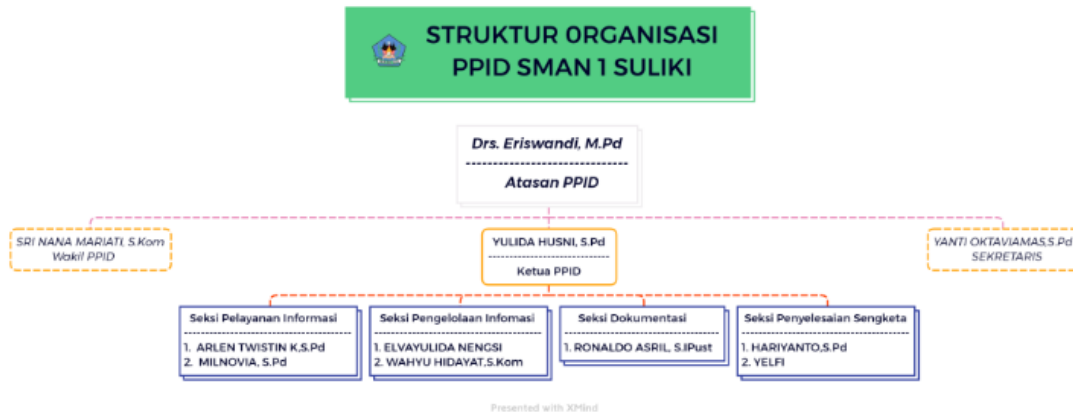 STRUKTUR ORGANISASI
PPID SMAN 1 SULIKI
Drs. Eriswandi, M.Pd
Atasan PPID
SRI NANA MARIATI, S.Kom
Wakil PPID
YULIDA HUSNI, S.Pd
Ketua PPID
YANTI OKTAVIAMAS,S.Pd
SEKRETARIS
Seksi Pelayanan Informasi
1. ARLEN TWISTIN K,S.Pd
2. MILNOVIA, S.Pd
Seksi Pengelolaan Infomasi
1. ELVAYULIDA NENGSI
2. WAHYU HIDAYAT,S.Kom
Seksi Dokumentasi
1. RONALDO ASRIL, S.IPust
Seksi Penyelesaian Sengketa
1. HARIYANTO,S.Pd
2. YELFI
Presented with XMind